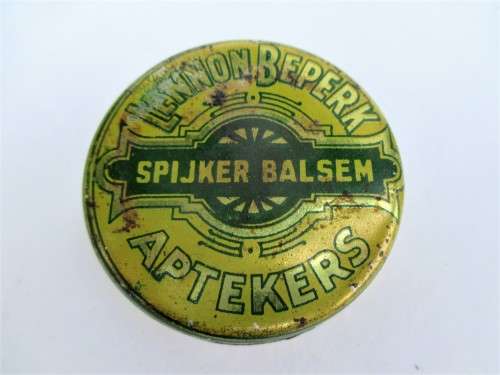 LENNON BEPERK
SPIJKER BALSEM
APTEKERS